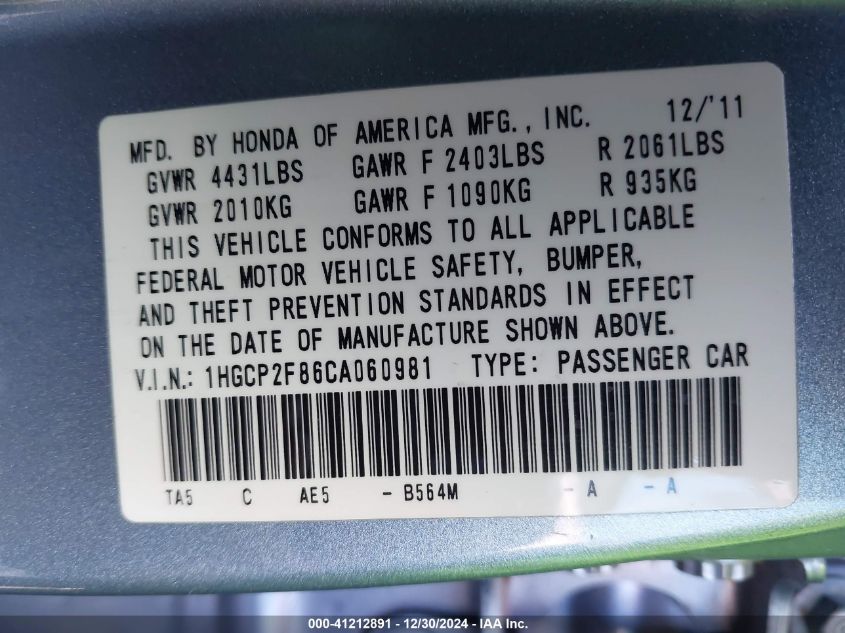 MFD. BY HONDA OF AMERICA MFG., INC. 12/'11
GVWR 4431LBS GAWR F 2403LBS R 2061LBS
GVWR 2010KG GAWR F 1090KG R 935KG
THIS VEHICLE CONFORMS TO ALL APPLICABLE
FEDERAL MOTOR VEHICLE SAFETY, BUMPER,
AND THEFT PREVENTION STANDARDS IN EFFECT
ON THE DATE OF MANUFACTURE SHOWN ABOVE.
V.I.N.: 1HGCP2F86CA060981 TYPE: PASSENGER CAR
TA5 C AE5 - B564M - A - A
000-41212891 - 12/30/2024 - IAA Inc.